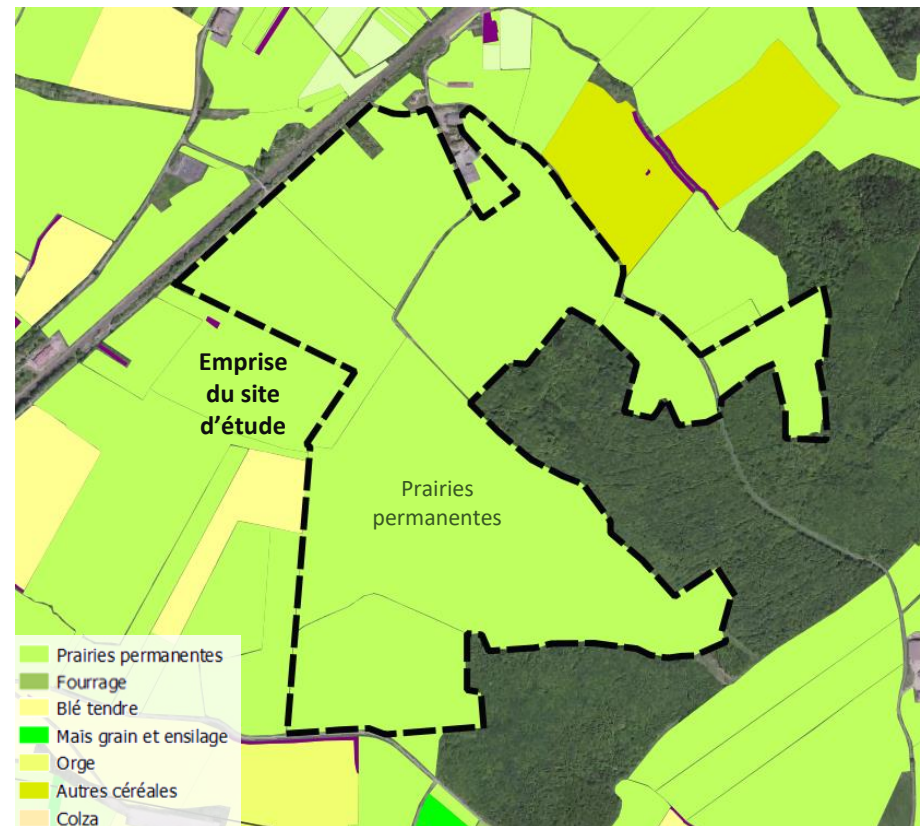 Emprise
du site
d’étude
Prairies
permanentes
Prairies permanentes
Fourrage
Blé tendre
Mais grain et ensilage
Orge
Autres céréales
Colza